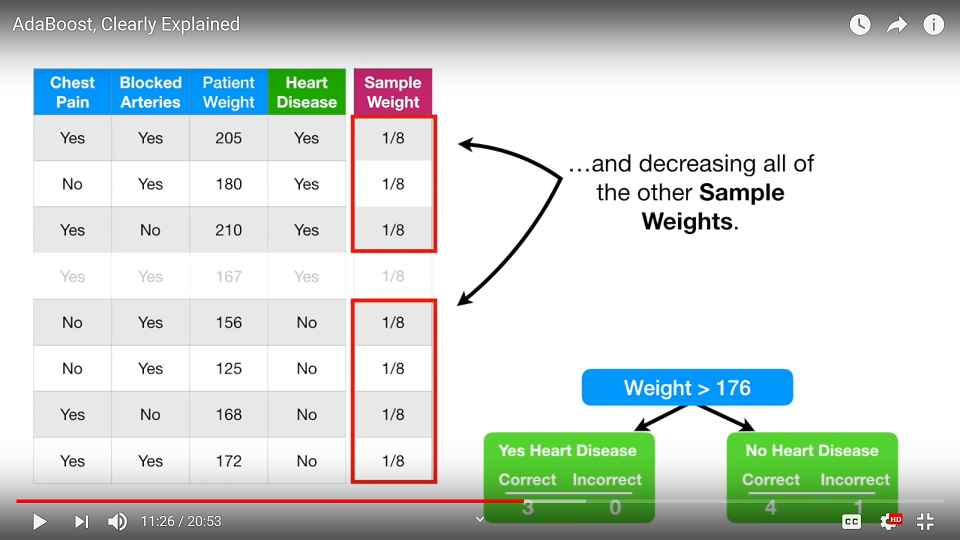 AdaBoost, Clearly Explained
Chest Pain Blocked Arteries Patient Weight Heart Disease Sample Weight
Yes Yes 205 Yes 1/8
No Yes 180 Yes 1/8
Yes No 210 Yes 1/8
Yes Yes 167 Yes 1/8
No Yes 156 No 1/8
No Yes 125 No 1/8
Yes No 168 No 1/8
Yes Yes 172 No 1/8
…and decreasing all of
the other Sample
Weights.
Weight > 176
Yes Heart Disease
Correct Incorrect
3 0
No Heart Disease
Correct Incorrect
4 1
11:26 / 20:53
CC
HD